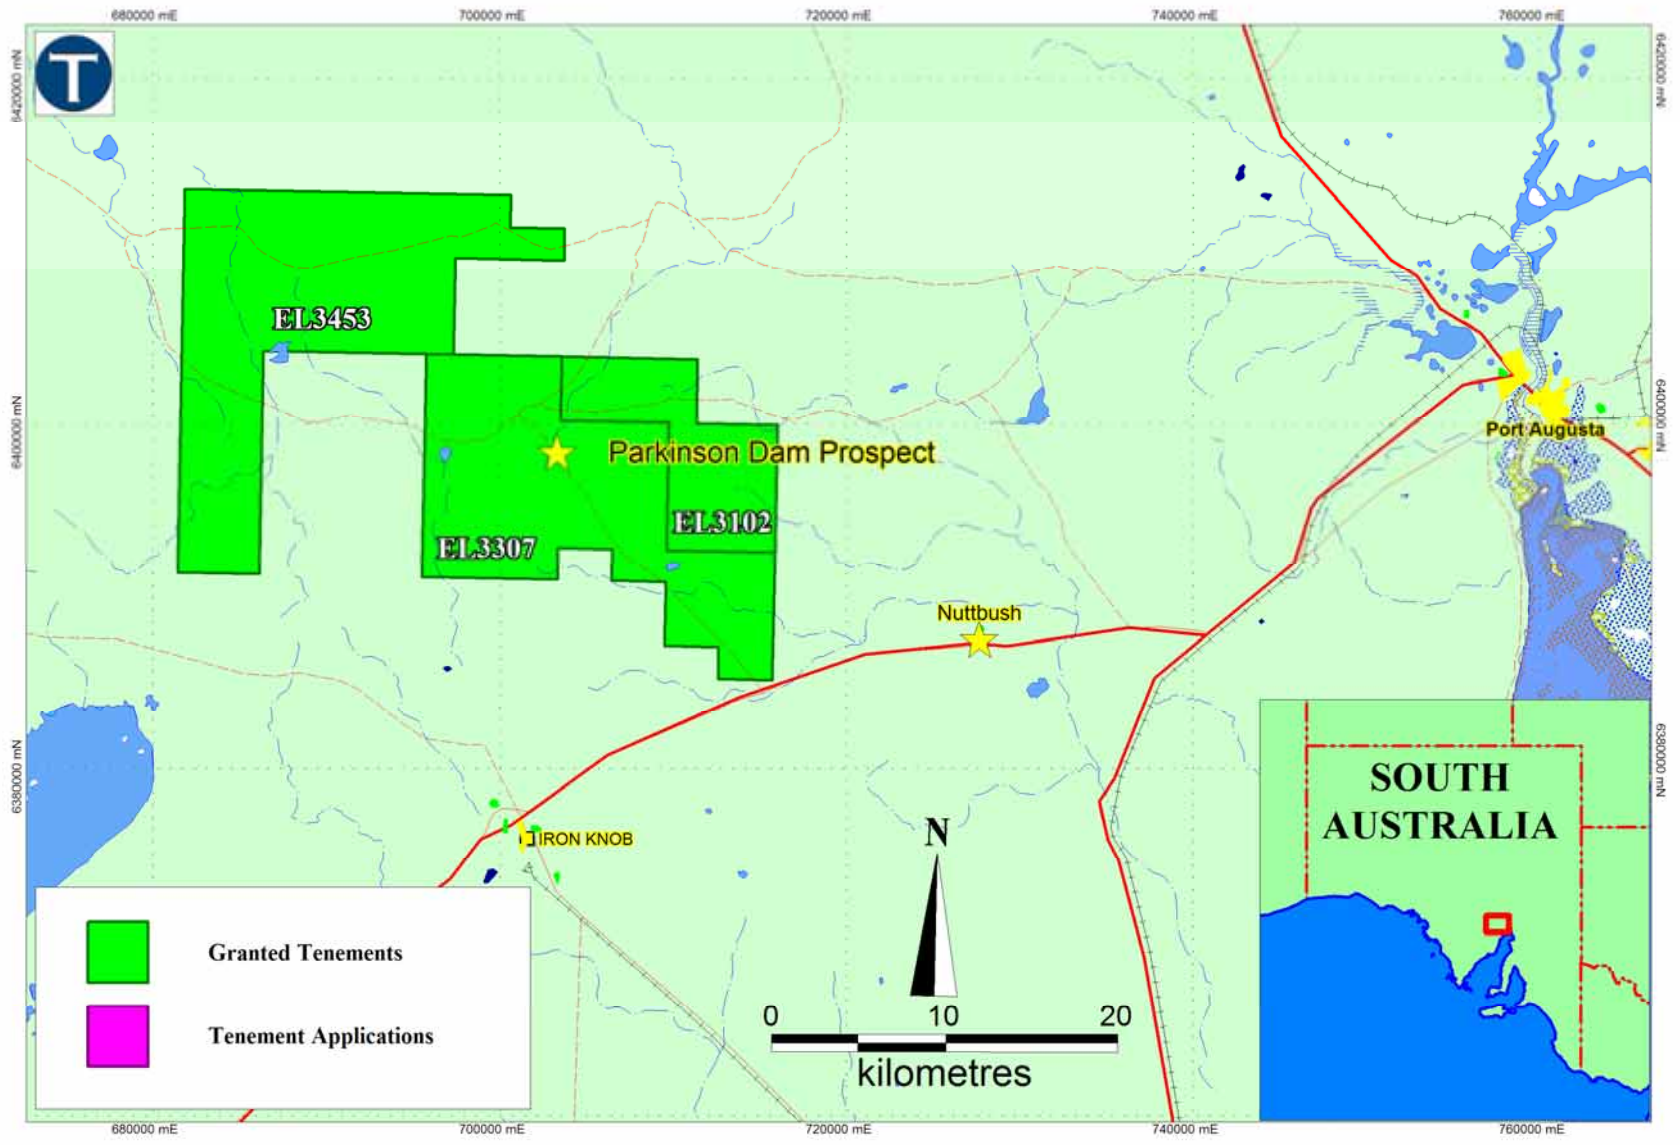 680000 mE
700000 mE
720000 mE
740000 mE
760000 mE
T
6420000 mN
6420000 mN
EL3453
6400000 mN
6400000 mN
Parkinson Dam Prospect
Port Augusta
EL3102
EL3307
Nuttbush
6380000 mN
6380000 mN
SOUTH
AUSTRALIA
IRON KNOB
N
Granted Tenements
Tenement Applications
0 10 20
kilometres
680000 mE
700000 mE
720000 mE
740000 mE
760000 mE